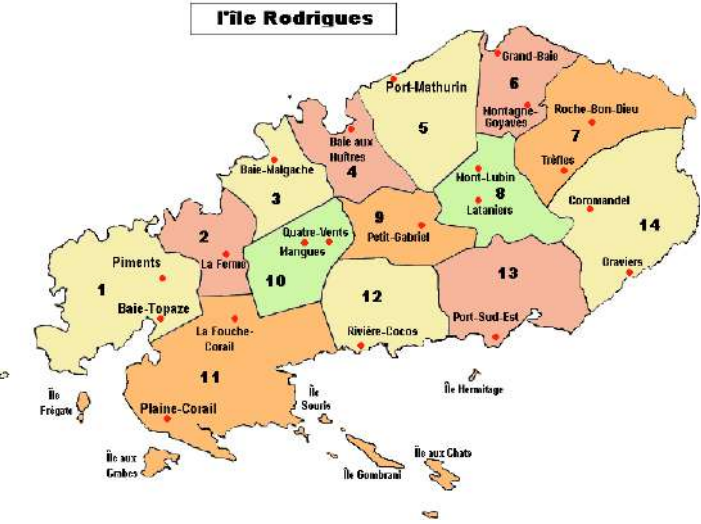 l'île Rodrigues
Grand-Baie
6
Montagne-
Goyaves
Port-Mathurin
5
Roche-Bon-Dieu
7
Trèfles
Baie aux
Huîtres
4
Baie-Malgache
3
Mont-Lubin
8
Lataniers
Coromandel
14
Graviers
2
La Ferme
9
Petit-Gabriel
Quatre-Vents
Mangues
10
Piments
1
Baie-Topaze
12
Rivière-Cocos
13
Port-Sud-Est
La Fouche-
Corail
11
Plaine-Corail
Île
Frégate
Île
Souris
Île Hermitage
Île aux
Crabes
Île Gombrani
Île aux Chats